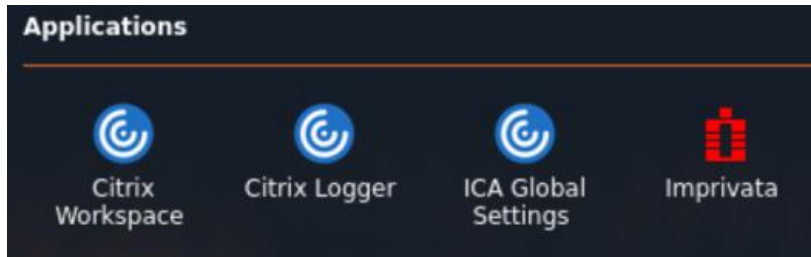 Applications
Citrix
Workspace
Citrix Logger
ICA Global
Settings
Imprivata